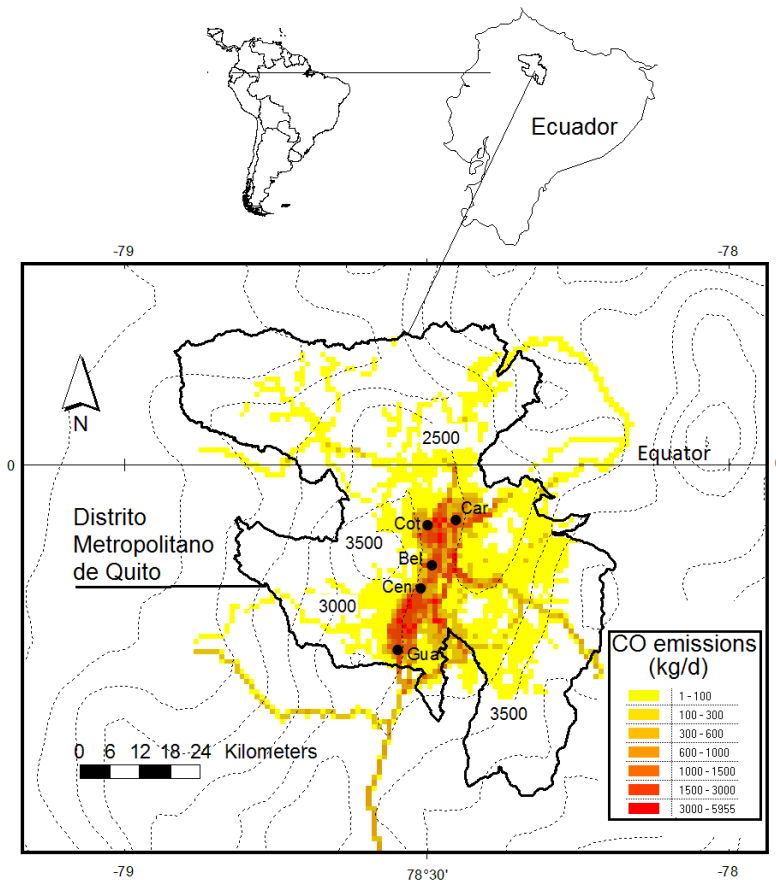 Ecuador
-79
-78
N
2500
0
Equator
Distrito
Metropolitano
de Quito
Car
Cot
3500
Bel
Cen
3000
Gua
3500
CO emissions
(kg/d)
1 - 100
100 - 300
300 - 600
600 - 1000
1000 - 1500
1500 - 3000
3000 - 5955
0 6 12 18 24 Kilometers
-79
78°30'
-78